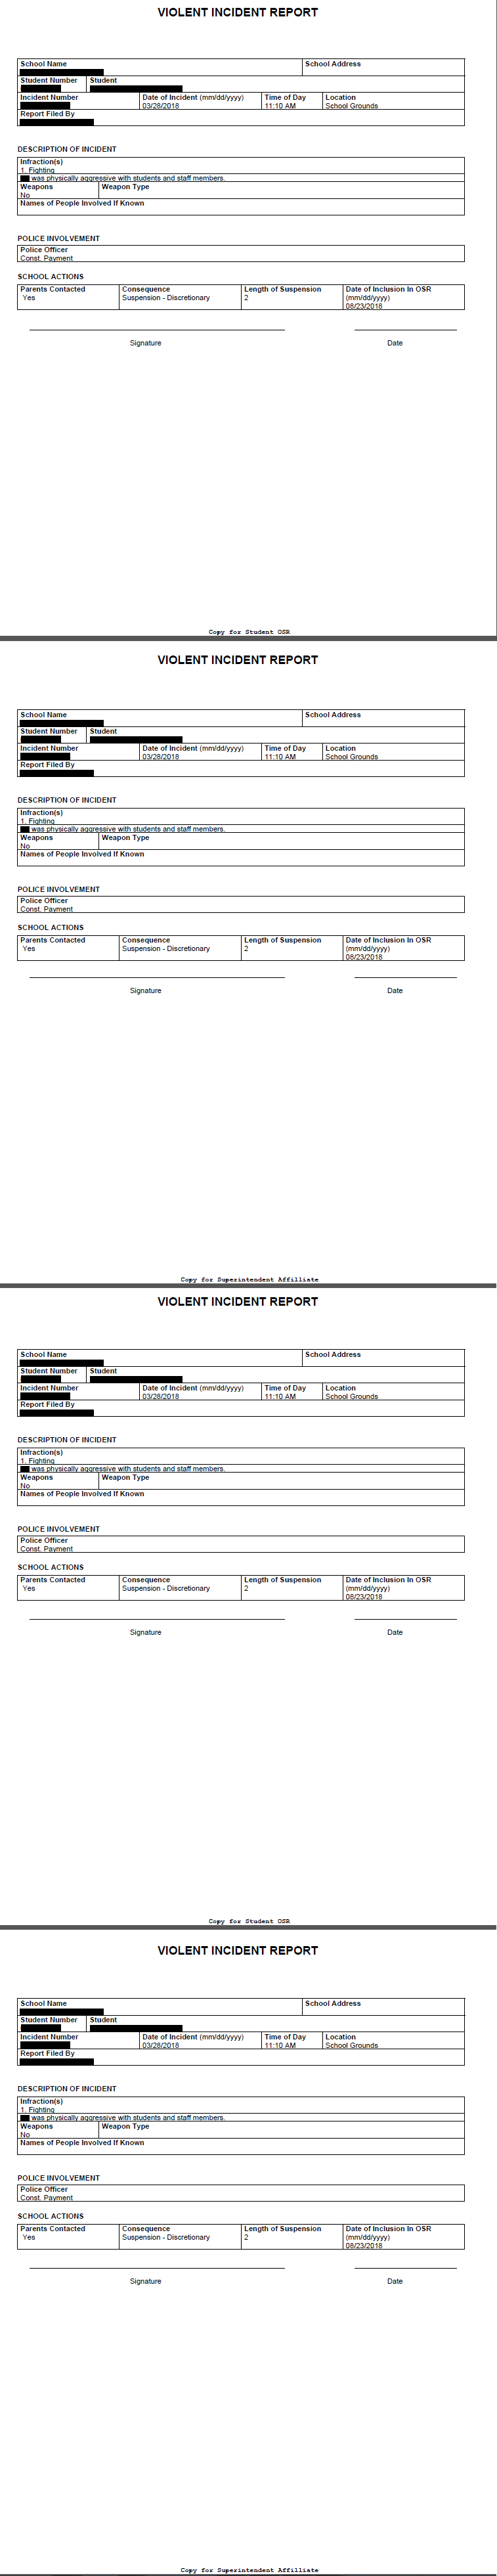 VIOLENT INCIDENT REPORT
School Name School Address
Student Number Student
Incident Number Date of Incident (mm/dd/yyyy) Time of Day Location
03/28/2018 11:10 AM School Grounds
Report Filed By
DESCRIPTION OF INCIDENT
Infraction(s)
1. Fighting
was physically aggressive with students and staff members.
Weapons Weapon Type
No
Names of People Involved If Known
POLICE INVOLVEMENT
Police Officer
Const. Payment
SCHOOL ACTIONS
Parents Contacted Consequence Length of Suspension Date of Inclusion In OSR
Yes Suspension - Discretionary 2 (mm/dd/yyyy)
08/23/2018
Signature Date
Copy for Student OSR
VIOLENT INCIDENT REPORT
School Name School Address
Student Number Student
Incident Number Date of Incident (mm/dd/yyyy) Time of Day Location
03/28/2018 11:10 AM School Grounds
Report Filed By
DESCRIPTION OF INCIDENT
Infraction(s)
1. Fighting
was physically aggressive with students and staff members.
Weapons Weapon Type
No
Names of People Involved If Known
POLICE INVOLVEMENT
Police Officer
Const. Payment
SCHOOL ACTIONS
Parents Contacted Consequence Length of Suspension Date of Inclusion In OSR
Yes Suspension - Discretionary 2 (mm/dd/yyyy)
08/23/2018
Signature Date
Copy for Superintendent Affilliate
VIOLENT INCIDENT REPORT
School Name School Address
Student Number Student
Incident Number Date of Incident (mm/dd/yyyy) Time of Day Location
03/28/2018 11:10 AM School Grounds
Report Filed By
DESCRIPTION OF INCIDENT
Infraction(s)
1. Fighting
was physically aggressive with students and staff members.
Weapons Weapon Type
No
Names of People Involved If Known
POLICE INVOLVEMENT
Police Officer
Const. Payment
SCHOOL ACTIONS
Parents Contacted Consequence Length of Suspension Date of Inclusion In OSR
Yes Suspension - Discretionary 2 (mm/dd/yyyy)
08/23/2018
Signature Date
Copy for Student OSR
VIOLENT INCIDENT REPORT
School Name School Address
Student Number Student
Incident Number Date of Incident (mm/dd/yyyy) Time of Day Location
03/28/2018 11:10 AM School Grounds
Report Filed By
DESCRIPTION OF INCIDENT
Infraction(s)
1. Fighting
was physically aggressive with students and staff members.
Weapons Weapon Type
No
Names of People Involved If Known
POLICE INVOLVEMENT
Police Officer
Const. Payment
SCHOOL ACTIONS
Parents Contacted Consequence Length of Suspension Date of Inclusion In OSR
Yes Suspension - Discretionary 2 (mm/dd/yyyy)
08/23/2018
Signature Date
Copy for Superintendent Affilliate